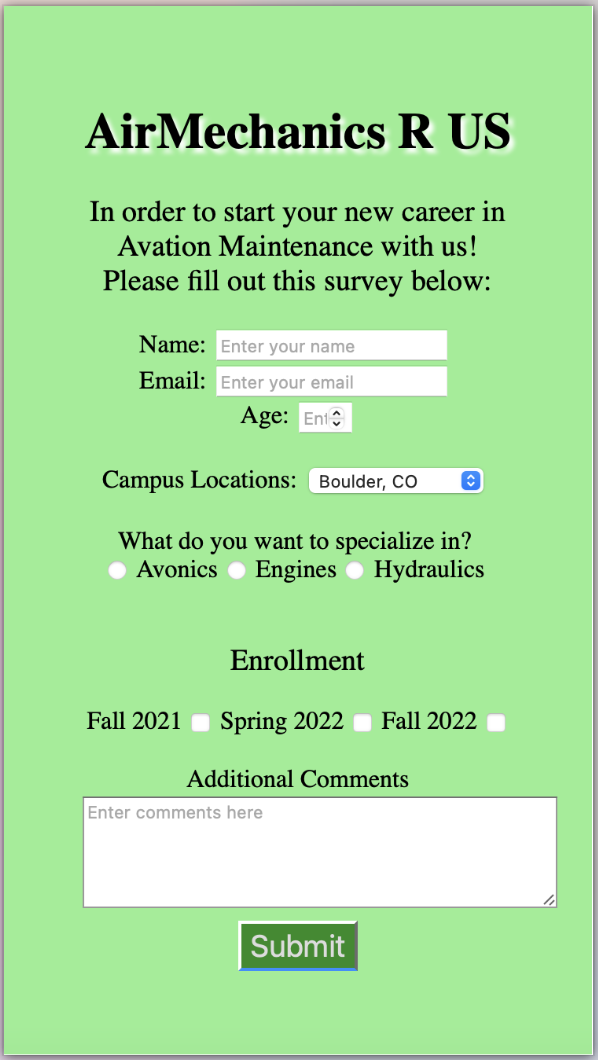 AirMechanics R US
In order to start your new career in
Avation Maintenance with us!
Please fill out this survey below:
Name: Enter your name
Email: Enter your email
Age: Ent
Campus Locations: Boulder, CO
What do you want to specialize in?
Avonics Engines Hydraulics
Enrollment
Fall 2021 Spring 2022 Fall 2022
Additional Comments
Enter comments here
Submit